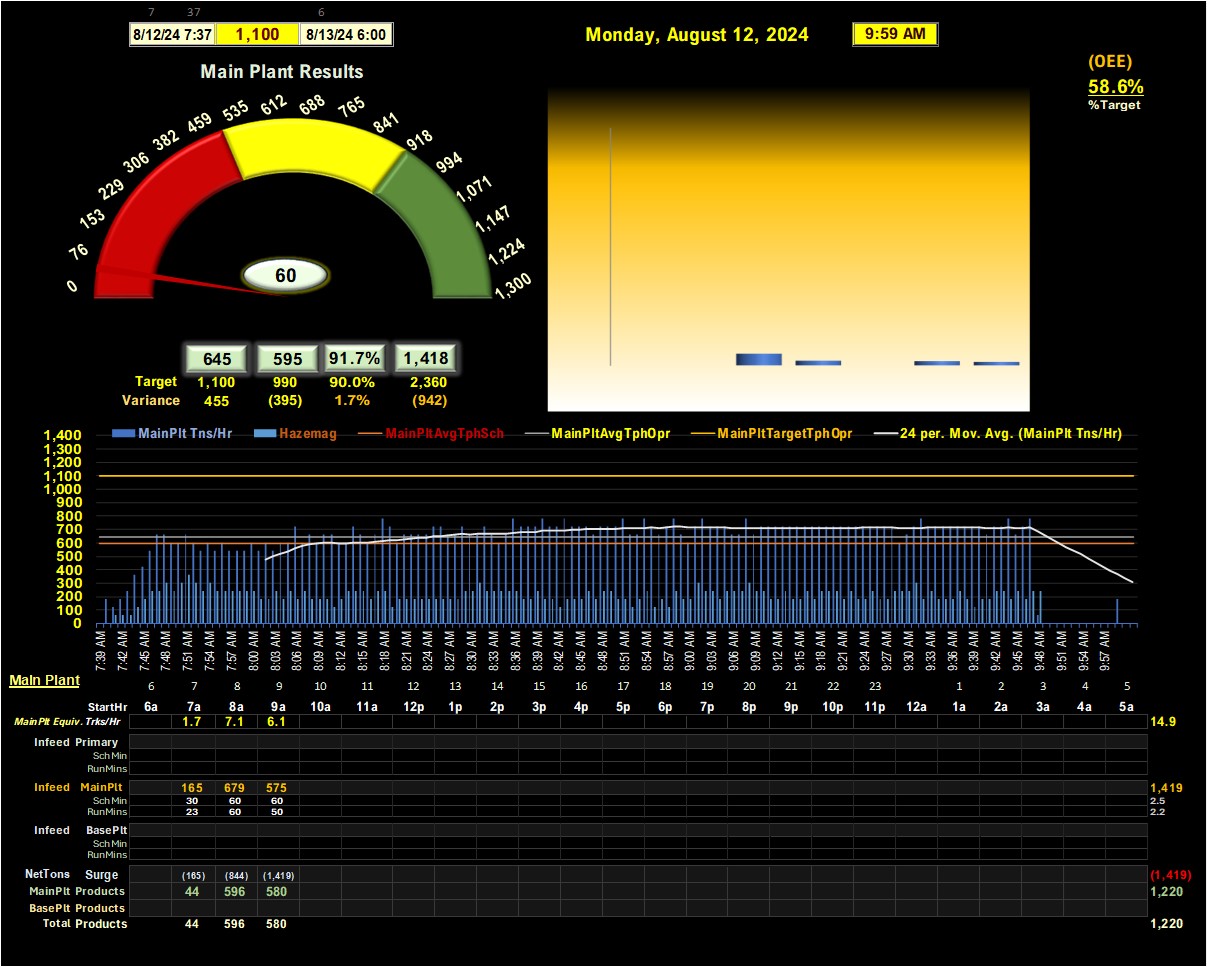 7 37 6
8/12/24 7:37 1,100 8/13/24 6:00
Monday, August 12, 2024 9:59 AM
(OEE)
58.6%
%Target
Main Plant Results
0 76 153 229 306 382 459 535 612 688 765 841 918 994 1,071 1,147 1,224 1,300
60
645 595 91.7% 1,418
Target 1,100 990 90.0% 2,360
Variance 455 (395) 1.7% (942)
MainPlt Tns/Hr Hazemag MainPltAvgTphSch MainPltAvgTphOpr MainPltTargetTphOpr 24 per. Mov. Avg. (MainPlt Tns/Hr)
1,400
1,300
1,200
1,100
1,000
900
800
700
600
500
400
300
200
100
0
7:39 AM 7:42 AM 7:45 AM 7:48 AM 7:51 AM 7:54 AM 7:57 AM 8:00 AM 8:03 AM 8:06 AM 8:09 AM 8:12 AM 8:15 AM 8:18 AM 8:21 AM 8:24 AM 8:27 AM 8:30 AM 8:33 AM 8:36 AM 8:39 AM 8:42 AM 8:45 AM 8:48 AM 8:51 AM 8:54 AM 8:57 AM 9:00 AM 9:03 AM 9:06 AM 9:09 AM 9:12 AM 9:15 AM 9:18 AM 9:21 AM 9:24 AM 9:27 AM 9:30 AM 9:33 AM 9:36 AM 9:39 AM 9:42 AM 9:45 AM 9:48 AM 9:51 AM 9:54 AM 9:57 AM
Main Plant
6 7 8 9 10 11 12 13 14 15 16 17 18 19 20 21 22 23 1 2 3 4 5
StartHr 6a 7a 8a 9a 10a 11a 12p 1p 2p 3p 4p 5p 6p 7p 8p 9p 10p 11p 12a 1a 2a 3a 4a 5a
MainPlt Equiv. Trks/Hr 1.7 7.1 6.1 14.9
Infeed Primary
Sch Min
RunMins
Infeed MainPlt 165 679 575 1,419
Sch Min 30 60 60 2.5
RunMins 23 60 50 2.2
Infeed BasePlt
Sch Min
RunMins
NetTons Surge (165) (844) (1,419) (1,419)
MainPlt Products 44 596 580 1,220
BasePlt Products
Total Products 44 596 580 1,220